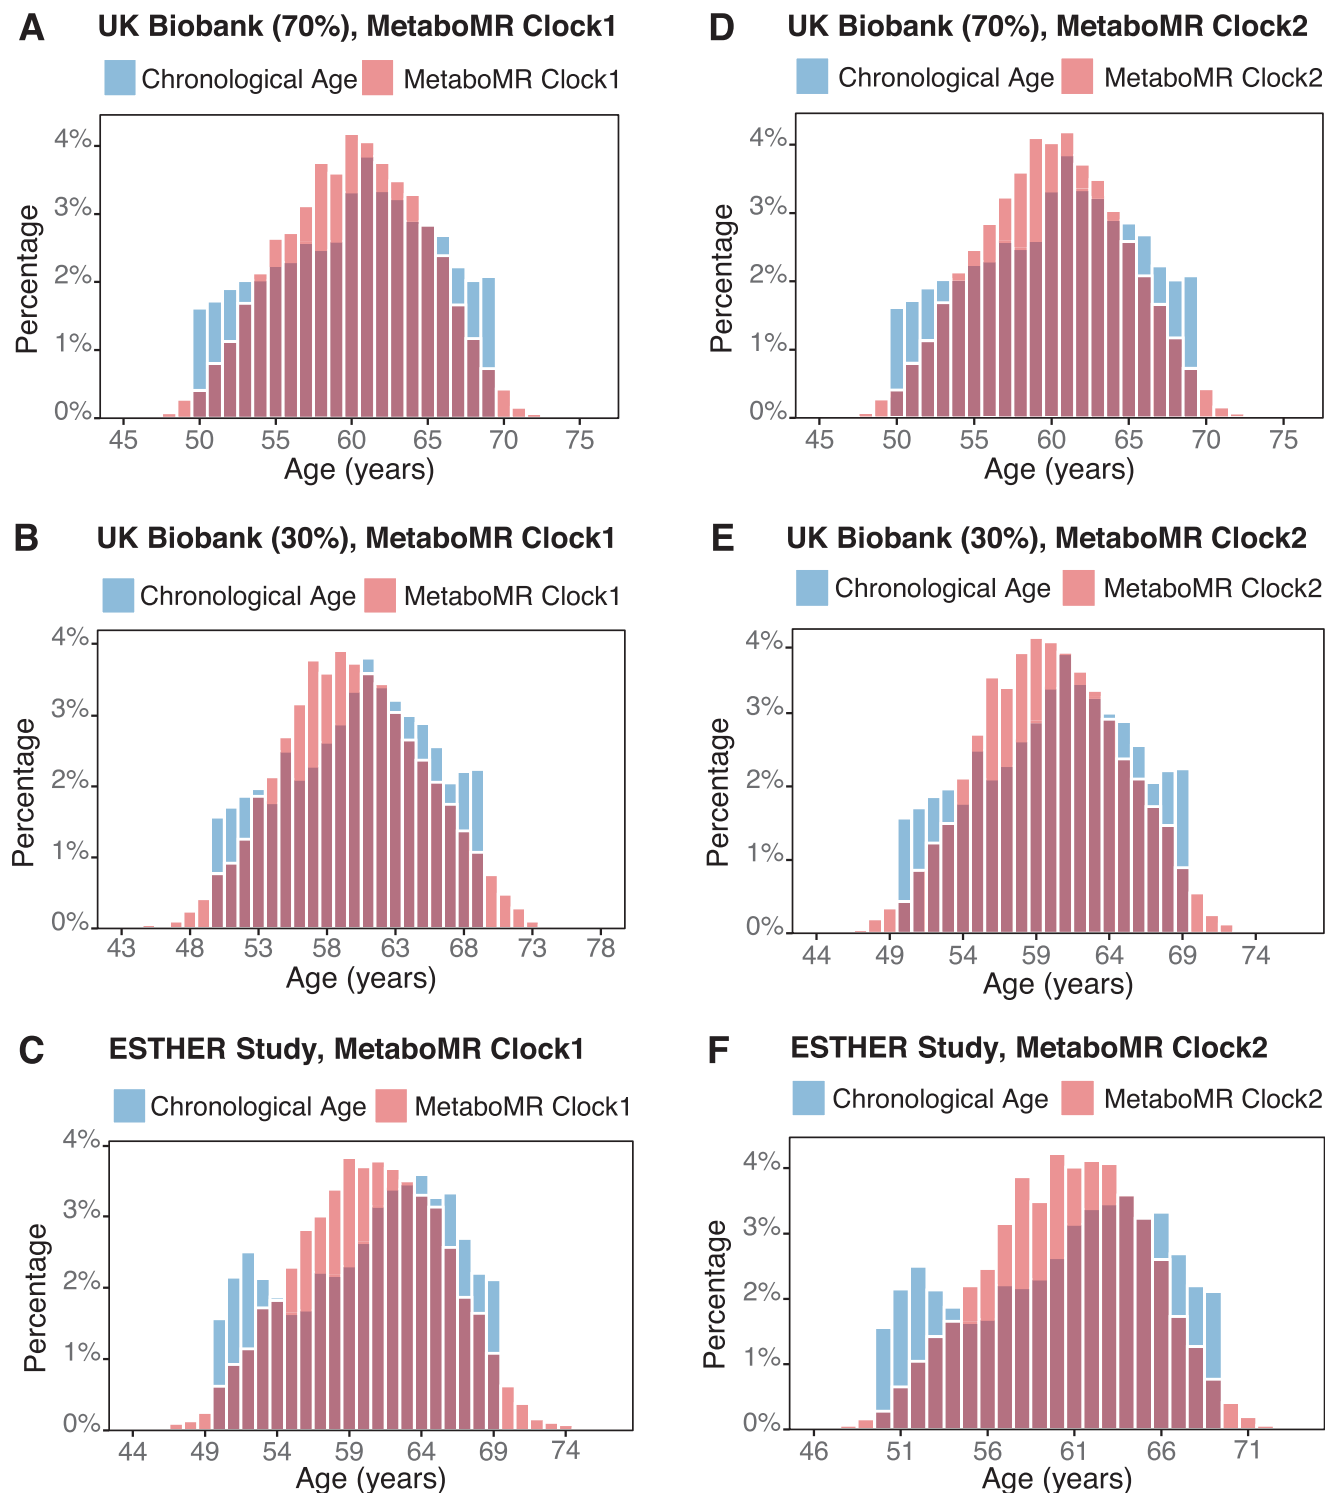 A UK Biobank (70%), MetaboMR Clock1
Chronological Age MetaboMR Clock1
4%
3%
2%
1%
0%
Percentage
45 50 55 60 65 70 75
Age (years)
D UK Biobank (70%), MetaboMR Clock2
Chronological Age MetaboMR Clock2
4%
3%
2%
1%
0%
Percentage
45 50 55 60 65 70 75
Age (years)
B UK Biobank (30%), MetaboMR Clock1
Chronological Age MetaboMR Clock1
4%
3%
2%
1%
0%
Percentage
43 48 53 58 63 68 73 78
Age (years)
E UK Biobank (30%), MetaboMR Clock2
Chronological Age MetaboMR Clock2
4%
3%
2%
1%
0%
Percentage
44 49 54 59 64 69 74
Age (years)
C ESTHER Study, MetaboMR Clock1
Chronological Age MetaboMR Clock1
4%
3%
2%
1%
0%
Percentage
44 49 54 59 64 69 74
Age (years)
F ESTHER Study, MetaboMR Clock2
Chronological Age MetaboMR Clock2
4%
3%
2%
1%
0%
Percentage
46 51 56 61 66 71
Age (years)